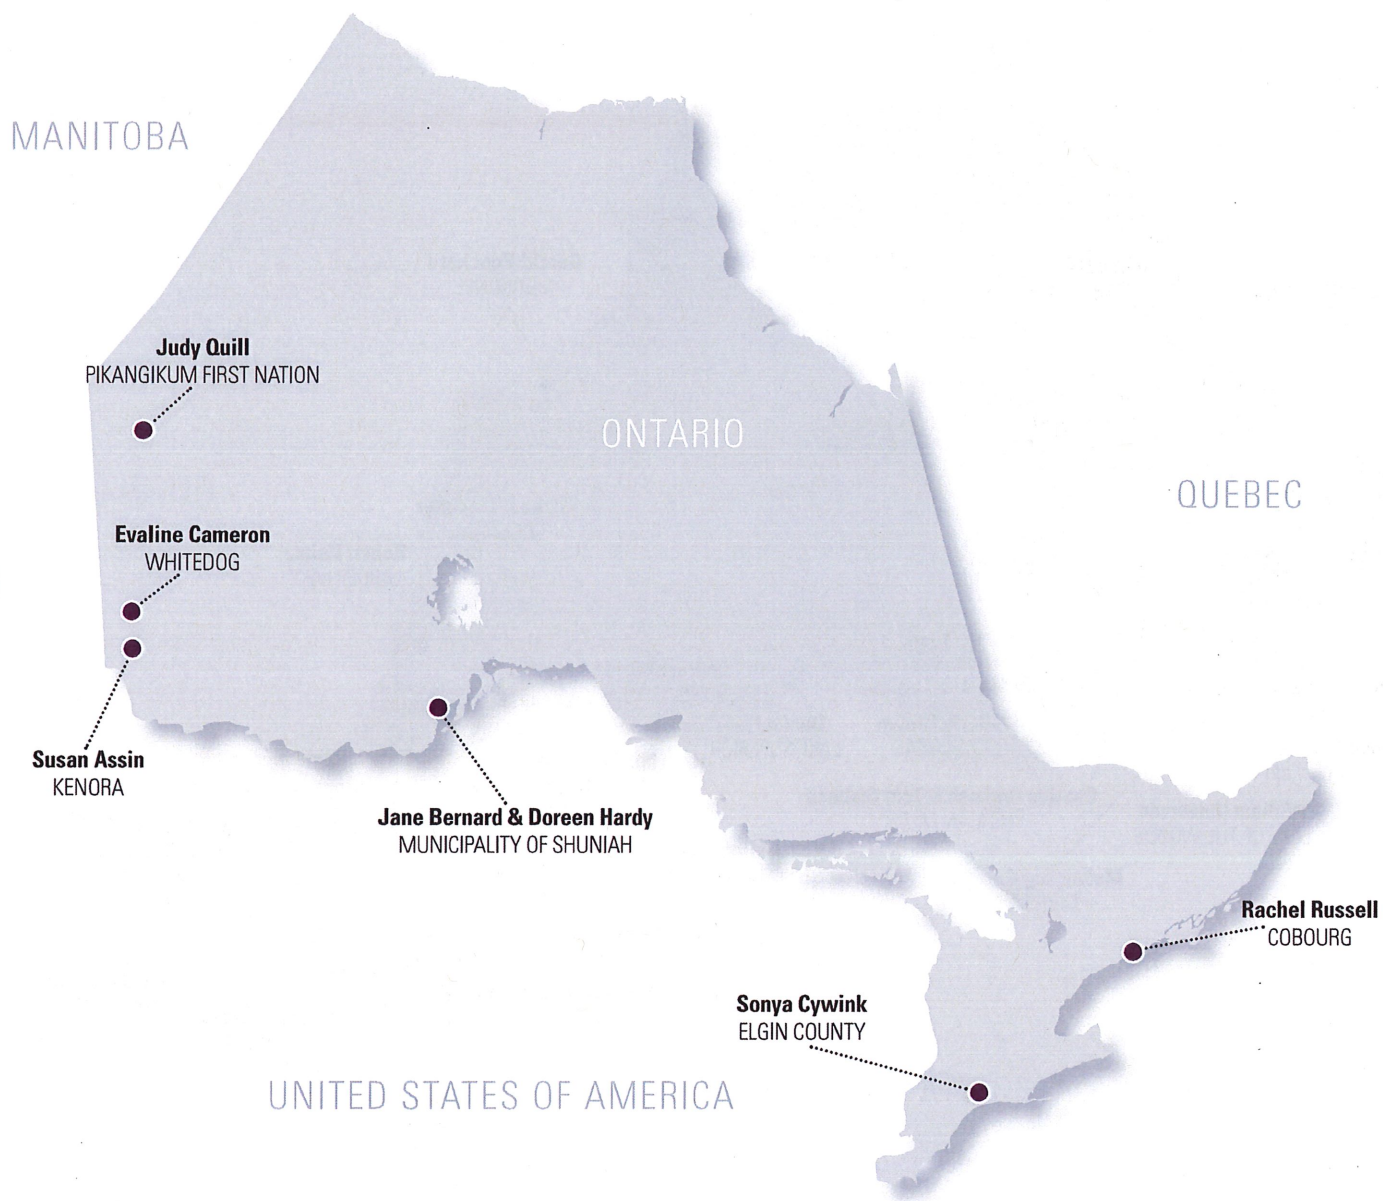 MANITOBA
Judy Quill
PIKANGIKUM FIRST NATION
ONTARIO
QUEBEC
Evaline Cameron
WHITEDOG
Susan Assin
KENORA
Jane Bernard & Doreen Hardy
MUNICIPALITY OF SHUNIAH
Rachel Russell
COBOURG
Sonya Cywink
ELGIN COUNTY
UNITED STATES OF AMERICA